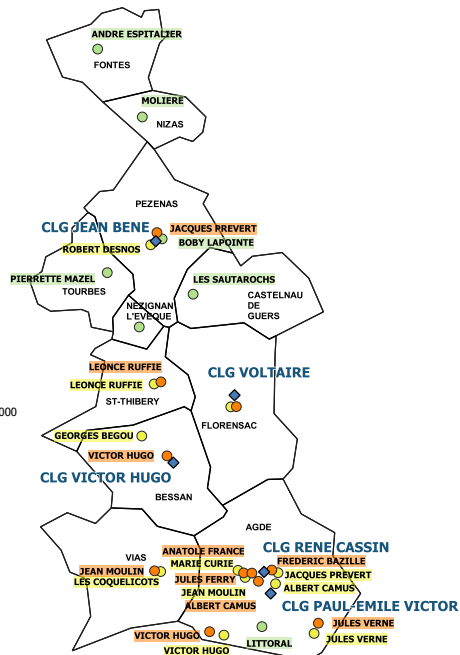 ANDRE ESPITALIER
FONTES
MOLIERE
NIZAS
PEZENAS
CLG JEAN BENE
JACQUES PREVERT
ROBERT DESNOS
BOBY LAPOINTE
PIERRETTE MAZEL
TOURBES
LES SAUTAROCHS
CASTELNAU
DE
GUERS
NEZIGNAN
L'EVEQUE
LEONCE RUFFIE
LEONCE RUFFIE
ST-THIBERY
CLG VOLTAIRE
000
FLORENSAC
GEORGES BEGOU
VICTOR HUGO
CLG VICTOR HUGO
BESSAN
AGDE
VIAS
ANATOLE FRANCE
CLG RENE CASSIN
MARIE CURIE
FREDERIC BAZILLE
JEAN MOULIN
JULES FERRY
JACQUES PREVERT
LES COQUELICOTS
JEAN MOULIN
ALBERT CAMUS
ALBERT CAMUS
CLG PAUL-EMILE VICTOR
JULES VERNE
VICTOR HUGO
JULES VERNE
LITTORAL
VICTOR HUGO